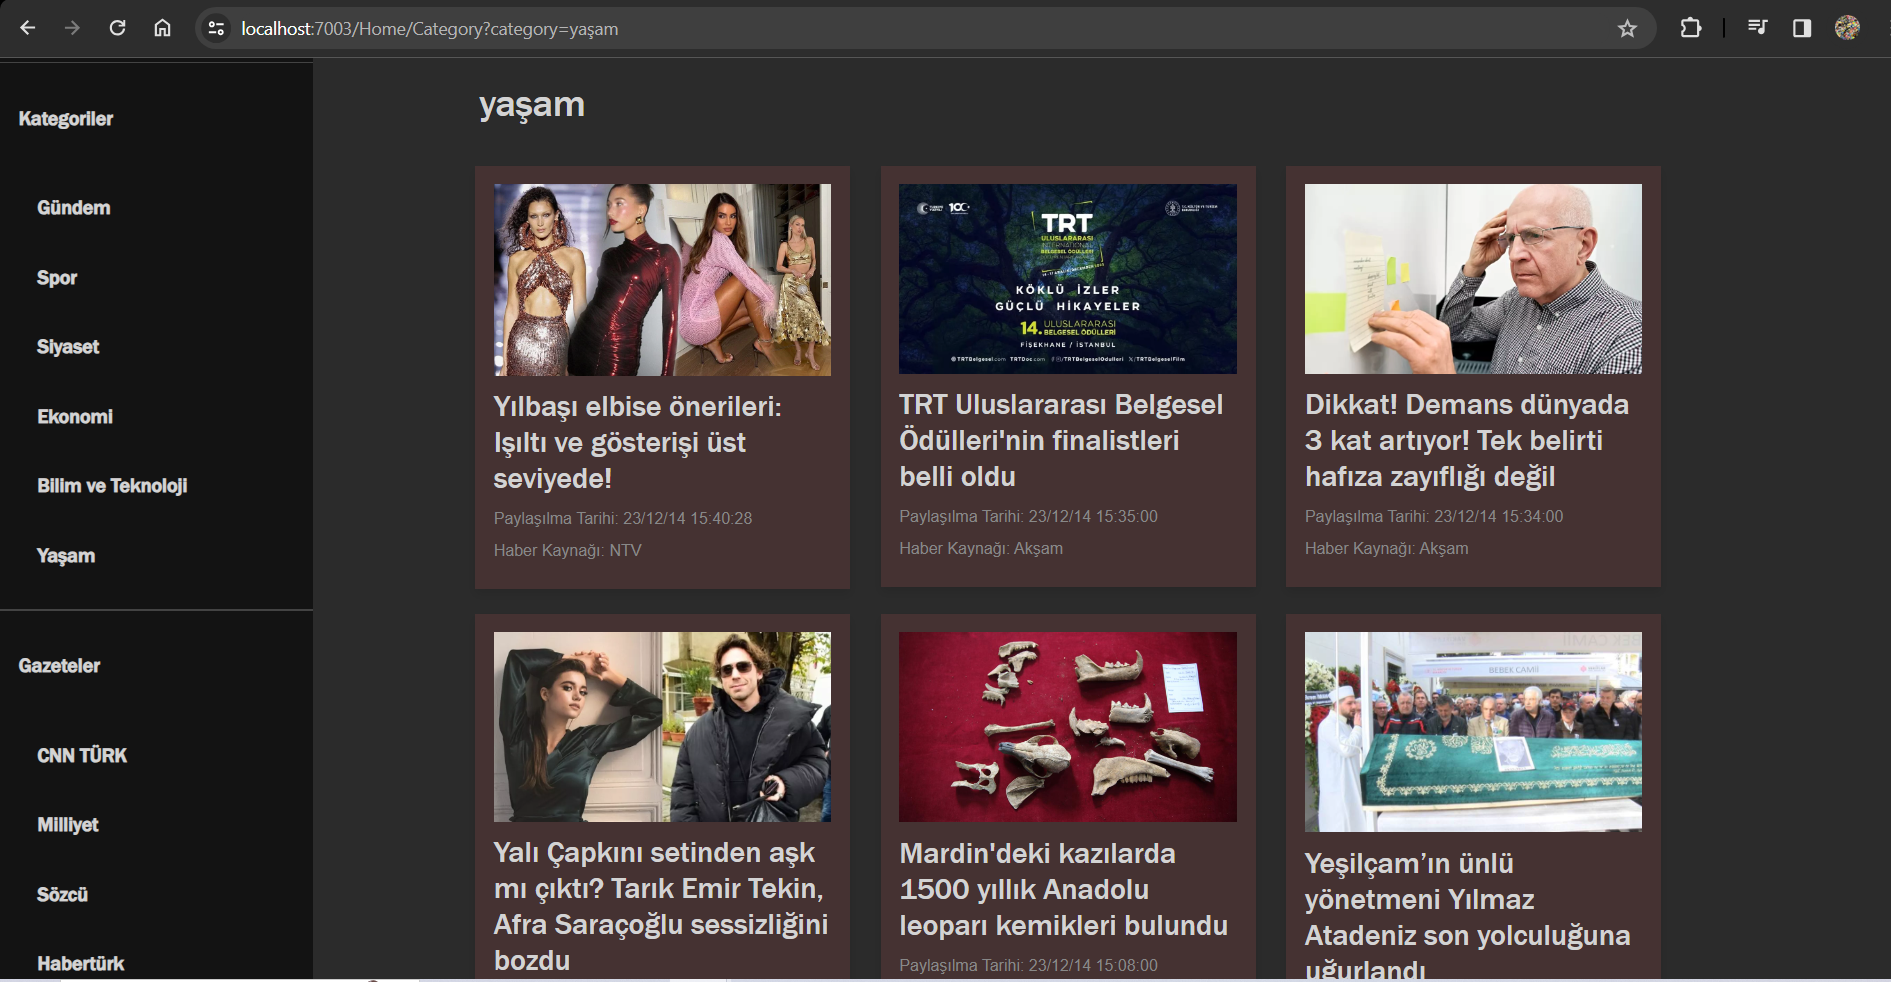 localhost:7003/Home/Category?category=yaşam
Kategoriler
Gündem
Spor
Siyaset
Ekonomi
Bilim ve Teknoloji
Yaşam
Gazeteler
CNN TÜRK
Milliyet
Sözcü
Habertürk
yaşam
Yılbaşı elbise önerileri:
Işıltı ve gösterişi üst
seviyede!
Paylaşılma Tarihi: 23/12/14 15:40:28
Haber Kaynağı: NTV
TRT
ULUSLARARASI
INTERNATIONAL
BELGESEL ÖDÜLLERİ
KÖKLÜ İZLER
GÜÇLÜ HİKAYELER
14. ULUSLARARASI
BELGESEL ÖDÜLLERİ
FİŞEKHANE / İSTANBUL
TRTBelgesel.com TRTDoc.com /TRTBelgeselOdulleri /TRTBelgeselFilm
TRT Uluslararası Belgesel
Ödülleri'nin finalistleri
belli oldu
Paylaşılma Tarihi: 23/12/14 15:35:00
Haber Kaynağı: Akşam
Dikkat! Demans dünyada
3 kat artıyor! Tek belirti
hafıza zayıflığı değil
Paylaşılma Tarihi: 23/12/14 15:34:00
Haber Kaynağı: Akşam
Yalı Çapkını setinden aşk
mı çıktı? Tarık Emir Tekin,
Afra Saraçoğlu sessizliğini
bozdu
Mardin'deki kazılarda
1500 yıllık Anadolu
leoparı kemikleri bulundu
Paylaşılma Tarihi: 23/12/14 15:08:00
BEBEK CAMİİ
Yeşilçam’ın ünlü
yönetmeni Yılmaz
Atadeniz son yolculuğuna
uğurlandı